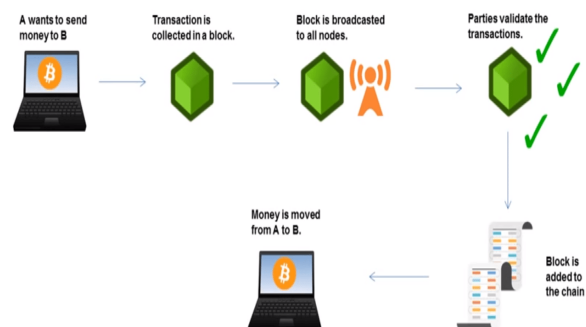 A wants to send
money to B
Transaction is
collected in a block.
Block is broadcasted
to all nodes.
Parties validate the
transactions.
Block is
added to
the chain
Money is moved
from A to B.